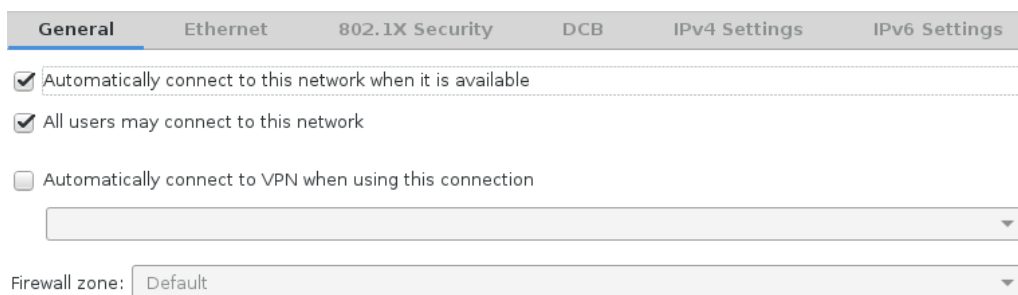 General Ethernet 802.1X Security DCB IPv4 Settings IPv6 Settings
Automatically connect to this network when it is available
All users may connect to this network
Automatically connect to VPN when using this connection
Firewall zone: Default